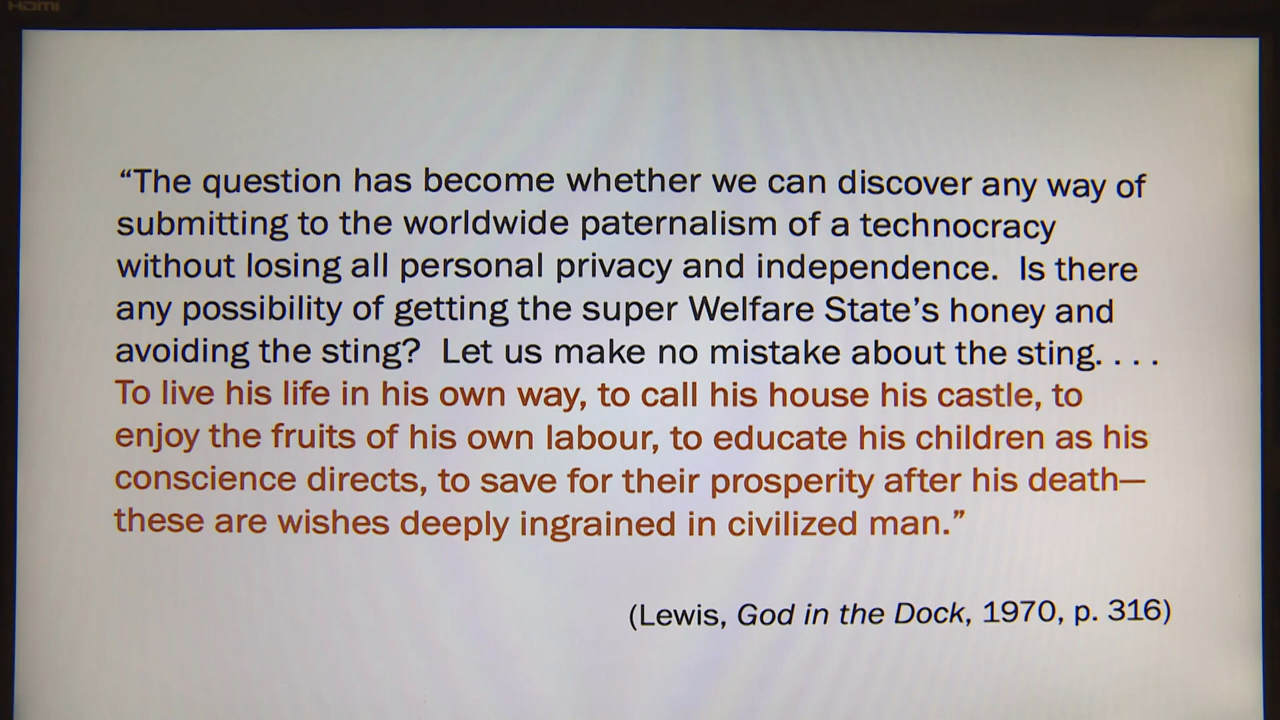 HDMI
“The question has become whether we can discover any way of
submitting to the worldwide paternalism of a technocracy
without losing all personal privacy and independence.  Is there
any possibility of getting the super Welfare State’s honey and
avoiding the sting?  Let us make no mistake about the sting. . . .
To live his life in his own way, to call his house his castle, to
enjoy the fruits of his own labour, to educate his children as his
conscience directs, to save for their prosperity after his death—
these are wishes deeply ingrained in civilized man.”
(Lewis, God in the Dock, 1970, p. 316)